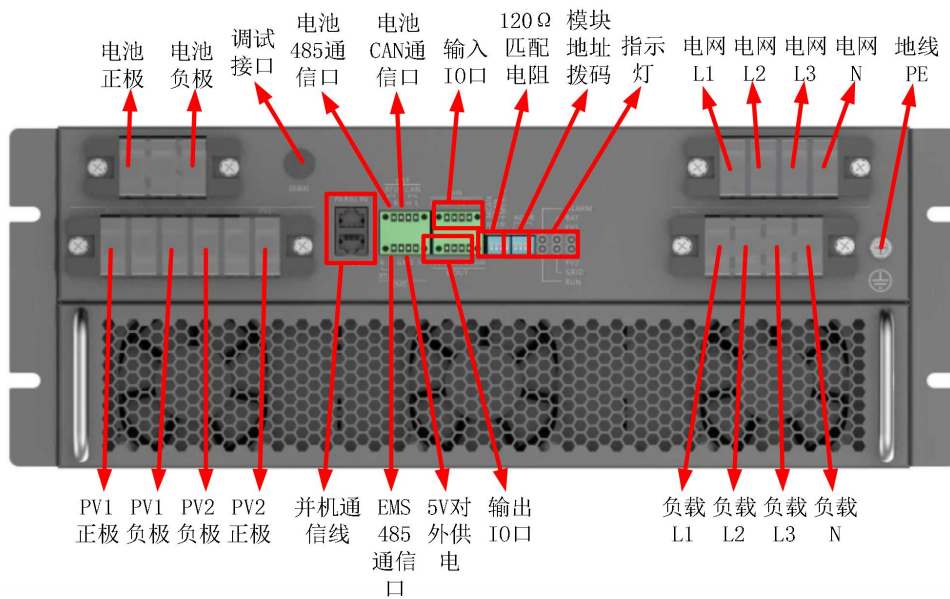 电池
正极
电池
负极
调试
接口
电池
485通
信口
电池
CAN通
信口
输入
IO口
120Ω
匹配
电阻
模块
地址
拨码
指示
灯
电网
L1
电网
L2
电网
L3
电网
N
地线
PE
DEBUG
ALARM
BAT
GRID
RUN
PV1
正极
PV1
负极
PV2
负极
PV2
正极
并机通
信线
EMS
485
通信
口
5V对
外供
电
输出
IO口
负载
L1
负载
L2
负载
L3
负载
N